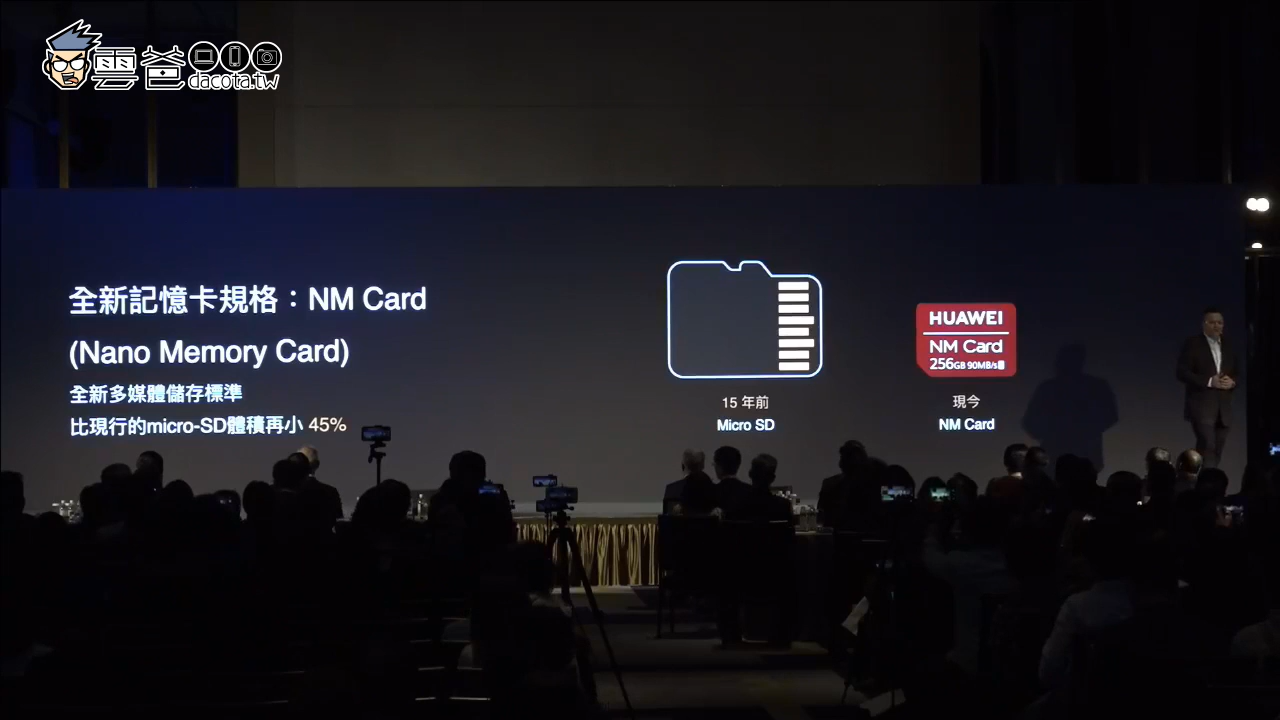 雲爸
dacota.tw
全新記憶卡規格：NM Card
(Nano Memory Card)
全新多媒體儲存標準
比現行的micro-SD體積再小 45%
15 年前
Micro SD
HUAWEI
NM Card
256GB 90MB/s
現今
NM Card